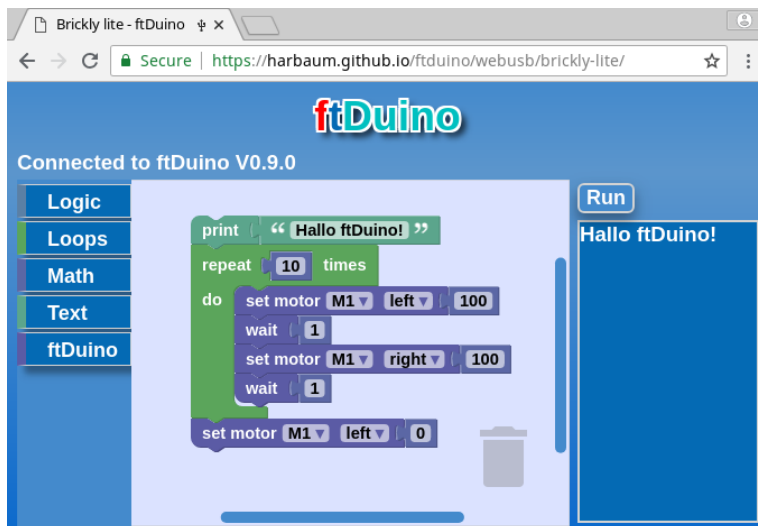 Brickly lite - ftDuino
Secure | https://harbaum.github.io/ftduino/webusb/brickly-lite/
ftDuino
Connected to ftDuino V0.9.0
Logic
Loops
Math
Text
ftDuino
print “ Hallo ftDuino! ”
repeat 10 times
do set motor M1 left 100
wait 1
set motor M1 right 100
wait 1
set motor M1 left 0
Run
Hallo ftDuino!